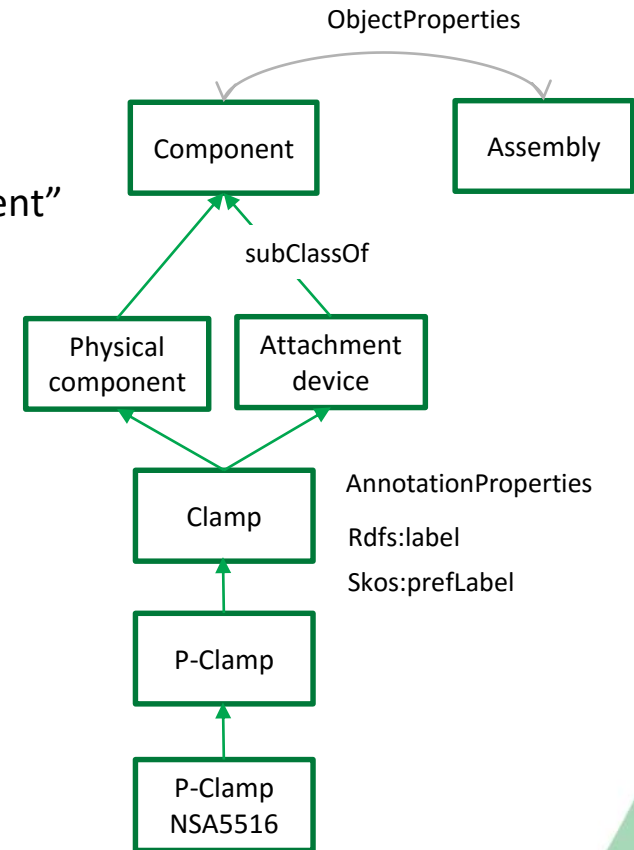 ObjectProperties
Component
Assembly
ent”
subClassOf
Physical
component
Attachment
device
Clamp
AnnotationProperties
Rdfs:label
Skos:prefLabel
P-Clamp
P-Clamp
NSA5516